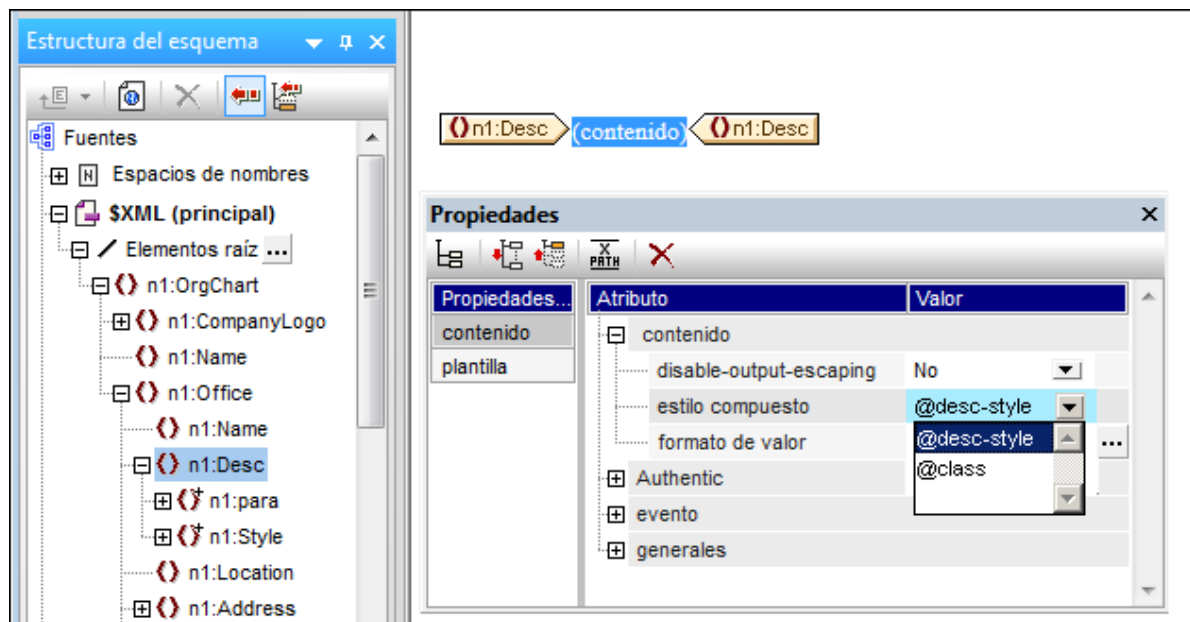 Estructura del esquema
E
Fuentes
N Espacios de nombres
$XML (principal)
Elementos raíz ...
() n1:OrgChart
() n1:CompanyLogo
() n1:Name
() n1:Office
() n1:Name
() n1:Desc
() n1:para
() n1:Style
() n1:Location
() n1:Address
() n1:Desc (contenido) () n1:Desc
Propiedades
X PATH
Propiedades... Atributo Valor
contenido
plantilla
contenido
disable-output-escaping No
estilo compuesto @desc-style
@desc-style
@class
formato de valor ...
Authentic
evento
generales